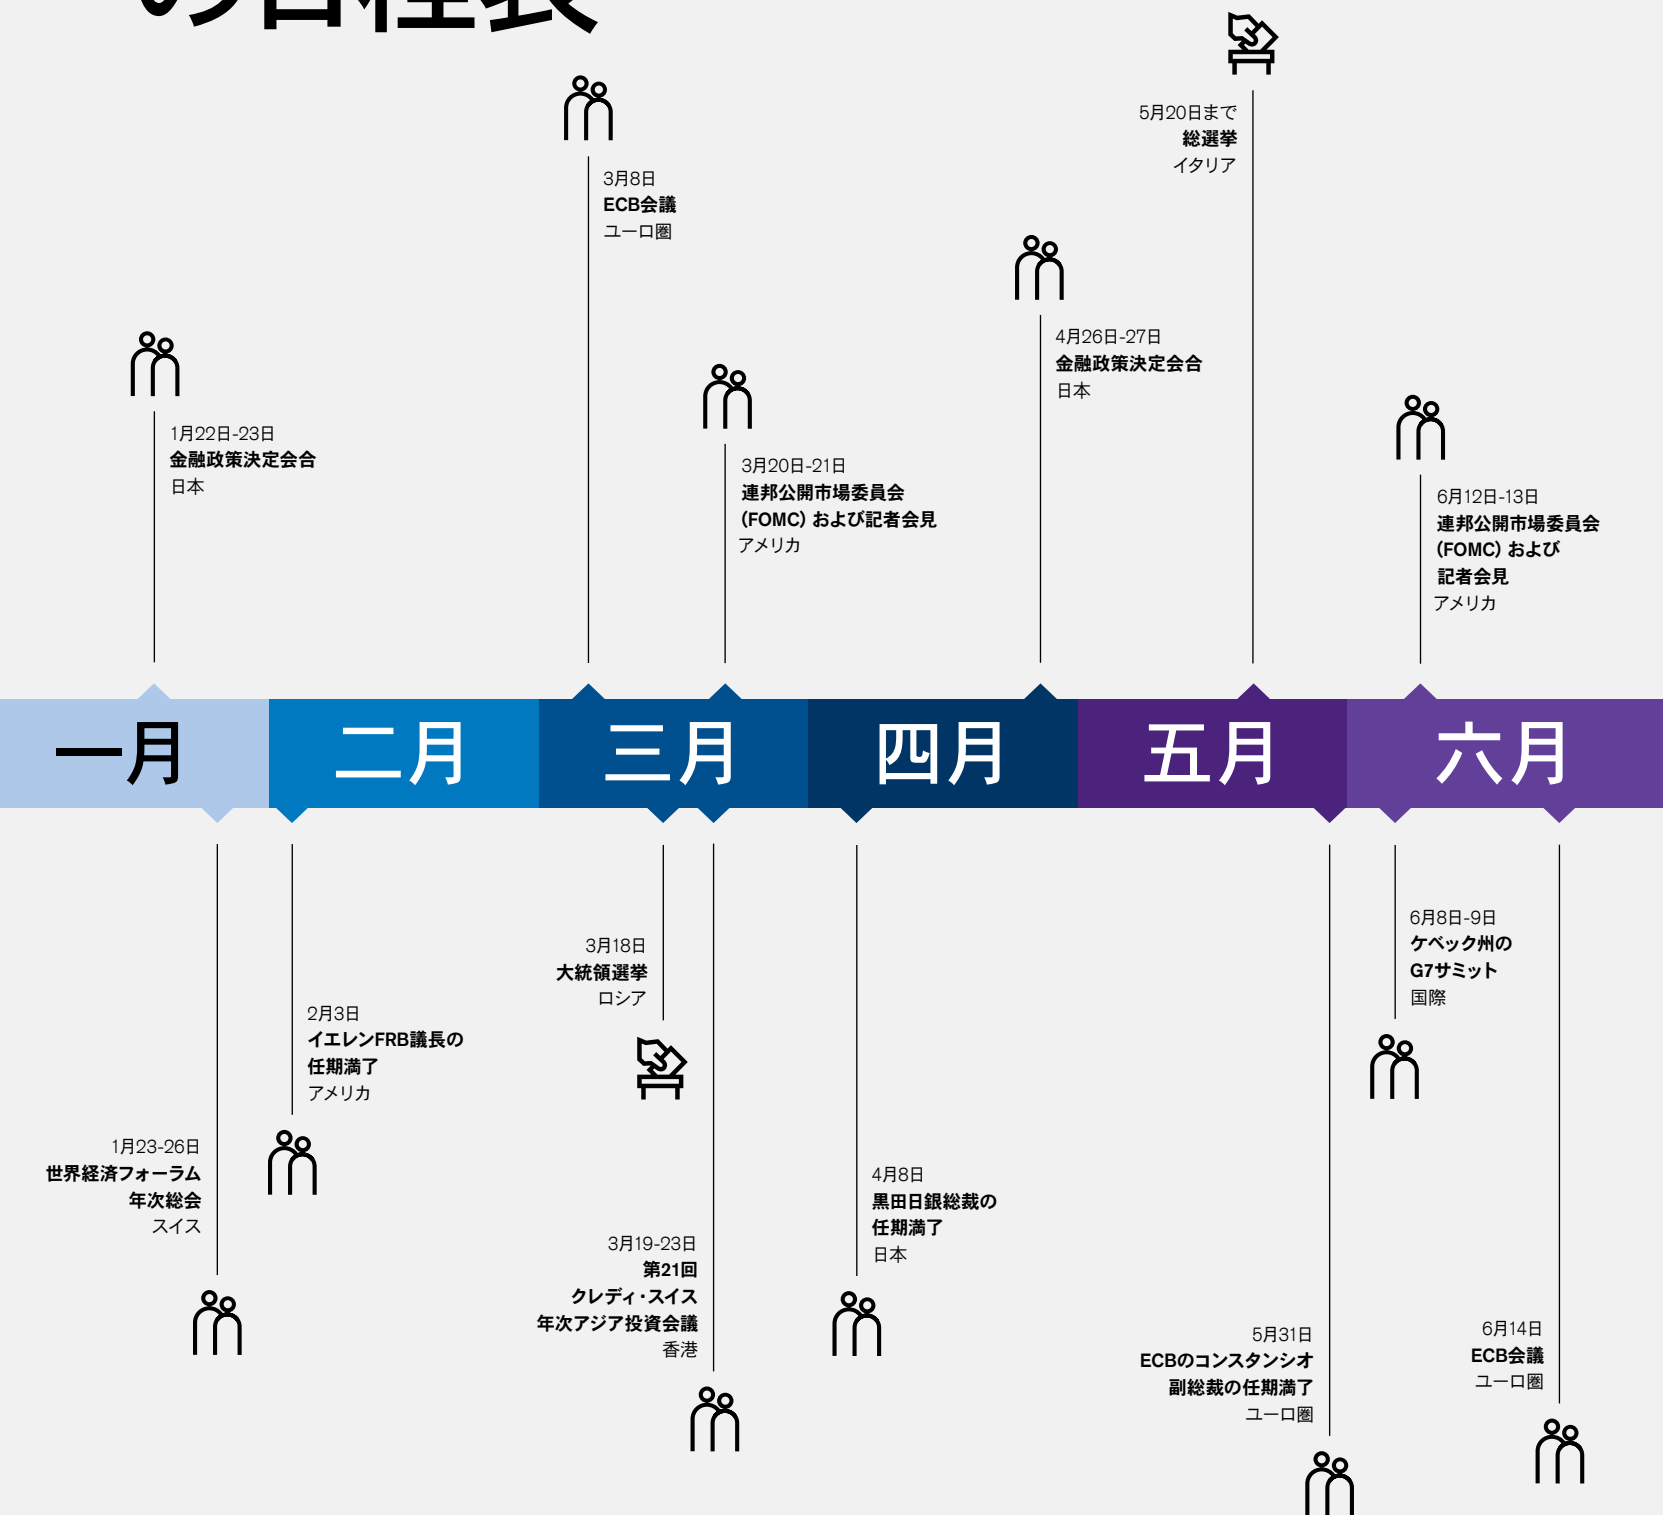 の日程表
5月20日まで
総選挙
イタリア
3月8日
ECB会議
ユーロ圏
4月26日-27日
金融政策決定会合
日本
1月22日-23日
金融政策決定会合
日本
3月20日-21日
連邦公開市場委員会
(FOMC) および記者会見
アメリカ
6月12日-13日
連邦公開市場委員会
(FOMC) および
記者会見
アメリカ
一月
二月
三月
四月
五月
六月
6月8日-9日
ケベック州の
G7サミット
国際
3月18日
大統領選挙
ロシア
2月3日
イエレンFRB議長の
任期満了
アメリカ
1月23-26日
世界経済フォーラム
年次総会
スイス
4月8日
黒田日銀総裁の
任期満了
日本
3月19-23日
第21回
クレディ・スイス
年次アジア投資会議
香港
5月31日
ECBのコンスタンシオ
副総裁の任期満了
ユーロ圏
6月14日
ECB会議
ユーロ圏